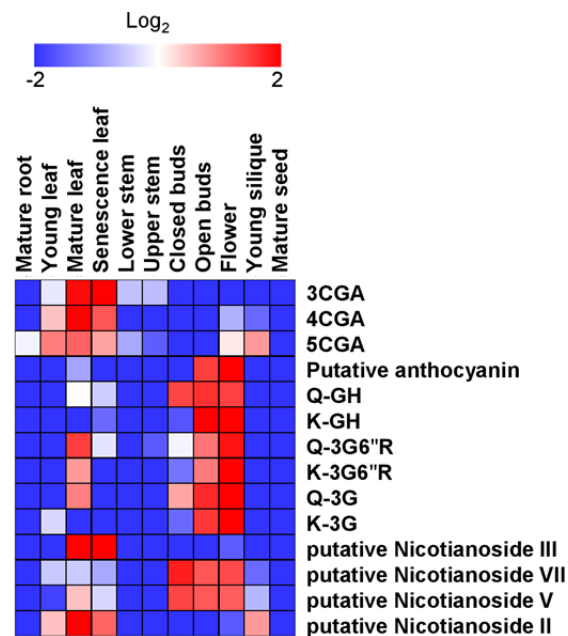 Log2
-2 2
Mature root
Young leaf
Mature leaf
Senescence leaf
Lower stem
Upper stem
Closed buds
Open buds
Flower
Young silique
Mature seed
3CGA
4CGA
5CGA
Putative anthocyanin
Q-GH
K-GH
Q-3G6"R
K-3G6"R
Q-3G
K-3G
putative Nicotianoside III
putative Nicotianoside VII
putative Nicotianoside V
putative Nicotianoside II